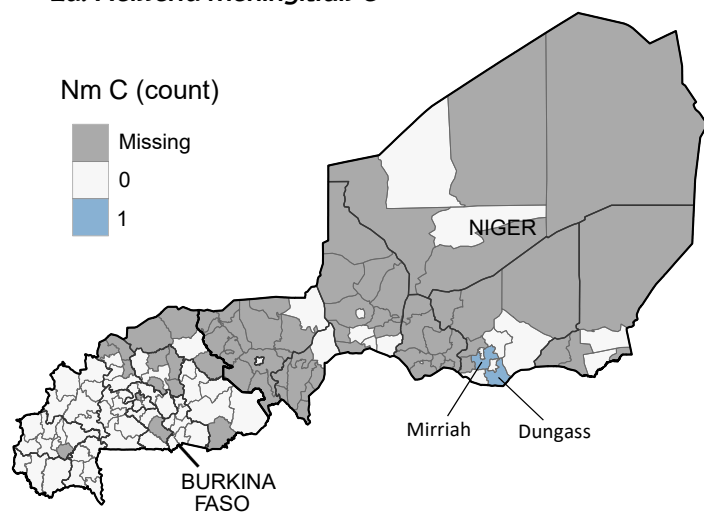 Nm C (count)
Missing
0
1
NIGER
Mirriah
Dungass
BURKINA
FASO